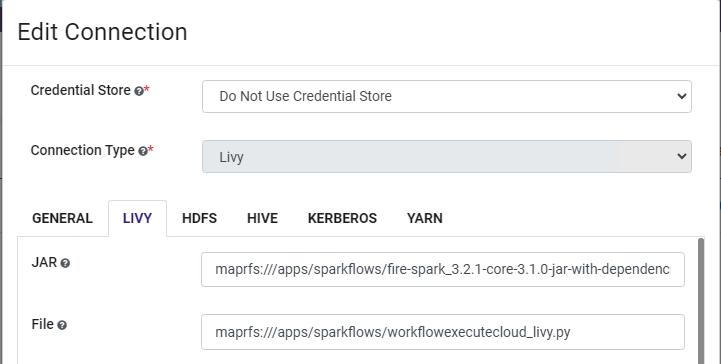 Edit Connection
Credential Store ?*
Do Not Use Credential Store
Connection Type ?*
Livy
GENERAL LIVY HDFS HIVE KERBEROS YARN
JAR ?
maprfs:///apps/sparkflows/fire-spark_3.2.1-core-3.1.0-jar-with-dependenc
File ?
maprfs:///apps/sparkflows/workflowexecutecloud_livy.py